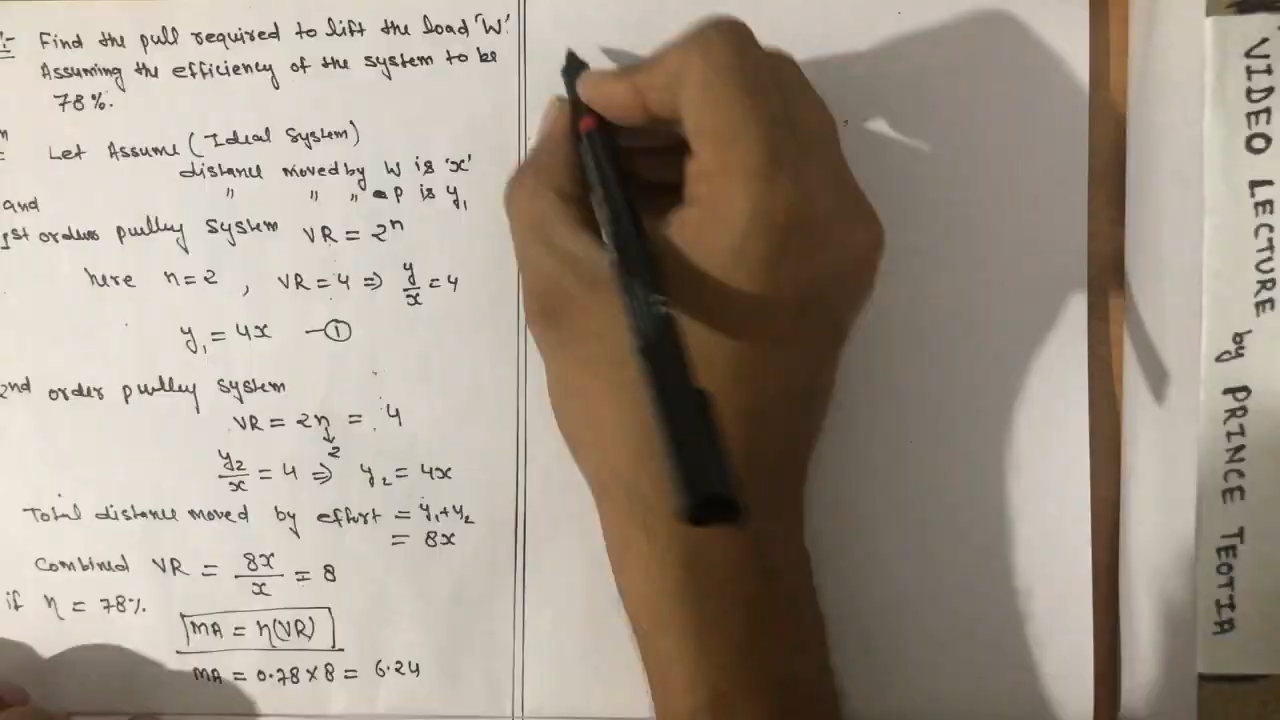 :- Find the pull required to lift the load 'W'.
Assuming the efficiency of the system to be
78%.
Let Assume (Ideal System)
distance moved by W is 'x'
" " " P is y₁
and
1st orders pulley system VR = 2ⁿ
here n=2 , VR = 4 ⇒ y/x = 4
y₁ = 4x —①
2nd order pulley system
VR = 2n = 4
2
y₂/x = 4 ⇒ y₂ = 4x
Total distance moved by effort = y₁+y₂
= 8x
Combined VR = 8x/x = 8
if η = 78%.
MA = η(VR)
MA = 0.78 × 8 = 6.24
VIDEO LECTURE by PRINCE TEOTIA